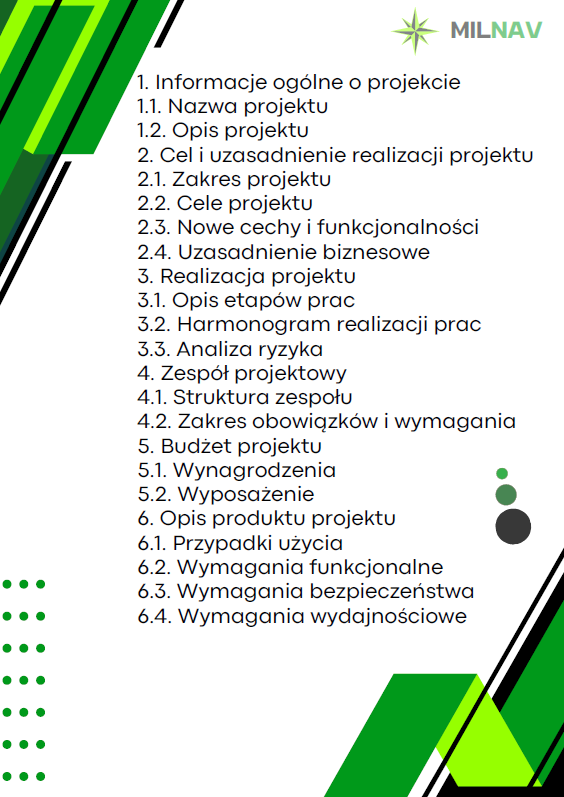 MILNAV
1. Informacje ogólne o projekcie
1.1. Nazwa projektu
1.2. Opis projektu
2. Cel i uzasadnienie realizacji projektu
2.1. Zakres projektu
2.2. Cele projektu
2.3. Nowe cechy i funkcjonalności
2.4. Uzasadnienie biznesowe
3. Realizacja projektu
3.1. Opis etapów prac
3.2. Harmonogram realizacji prac
3.3. Analiza ryzyka
4. Zespół projektowy
4.1. Struktura zespołu
4.2. Zakres obowiązków i wymagania
5. Budżet projektu
5.1. Wynagrodzenia
5.2. Wyposażenie
6. Opis produktu projektu
6.1. Przypadki użycia
6.2. Wymagania funkcjonalne
6.3. Wymagania bezpieczeństwa
6.4. Wymagania wydajnościowe